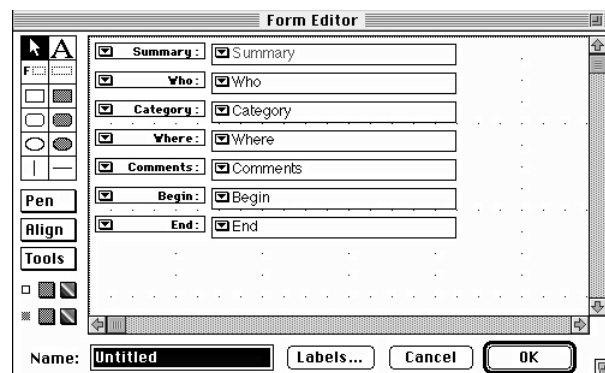 Form Editor
A
Summary: Summary
F
Who: Who
Category: Category
Where: Where
Comments: Comments
Pen
Begin: Begin
Align
End: End
Tools
Name: Untitled Labels... Cancel OK